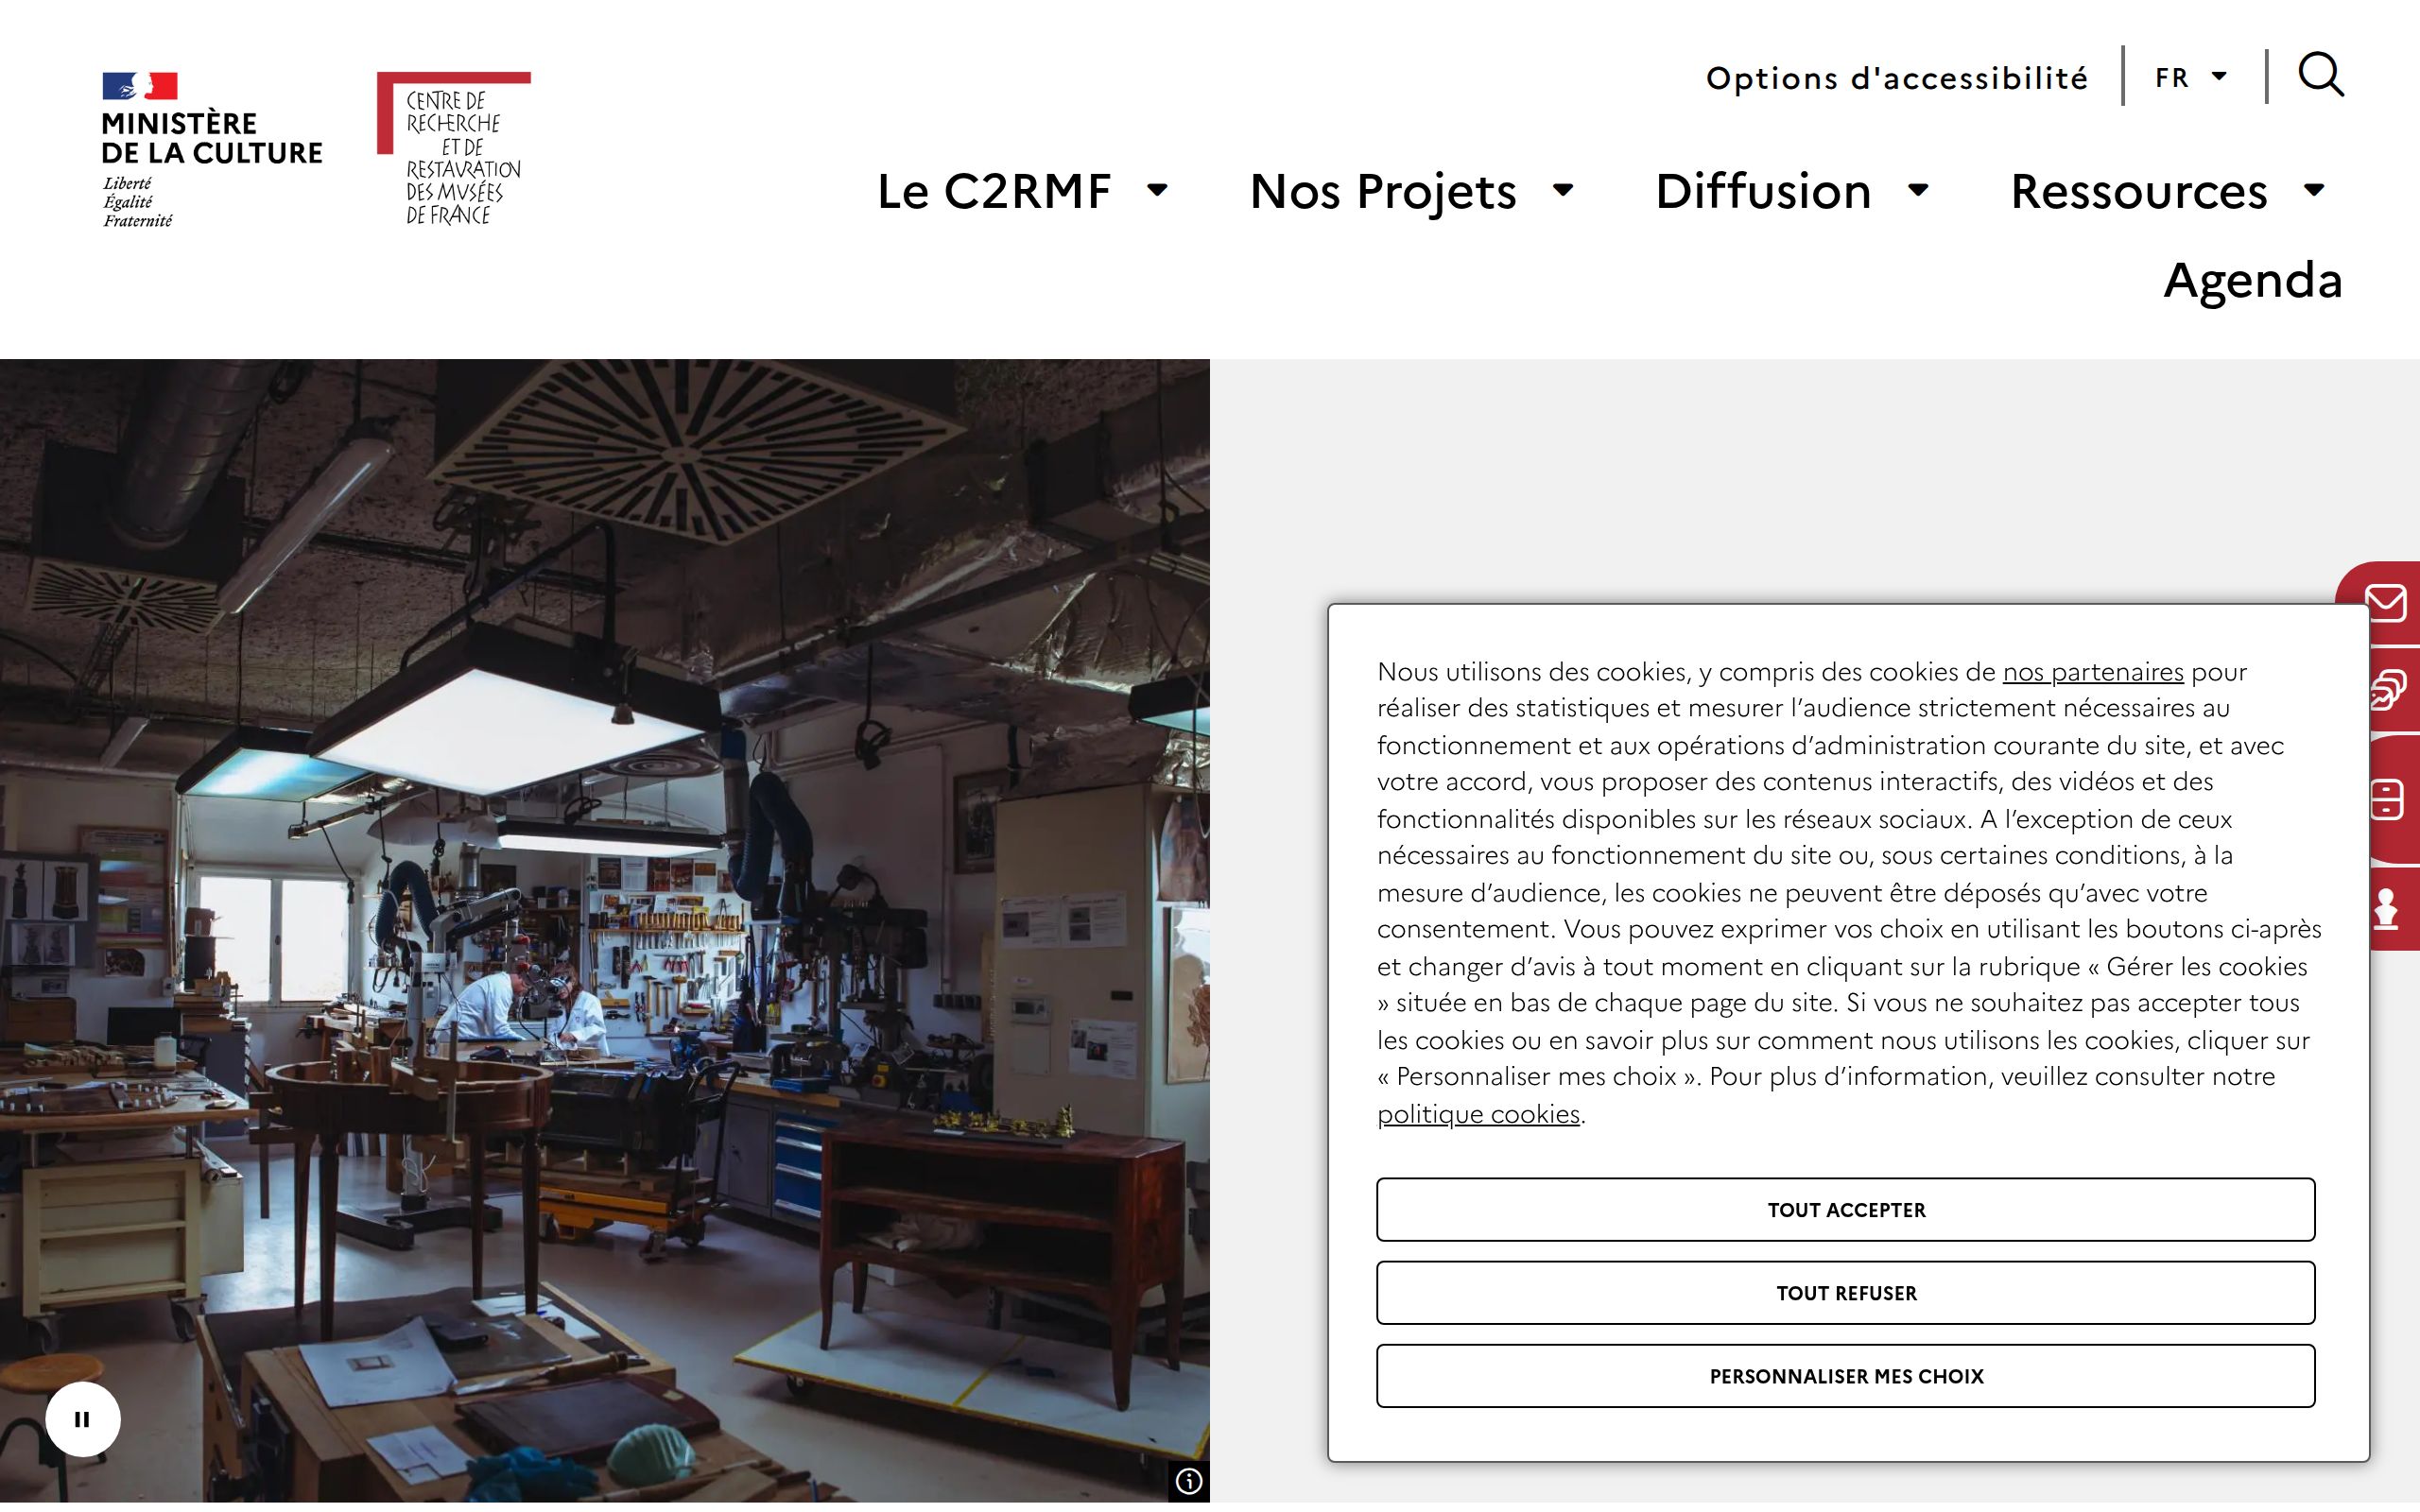 Options d'accessibilité
FR
MINISTÈRE
DE LA CULTURE
Liberté
Égalité
Fraternité
CENTRE DE
RECHERCHE
ET DE
RESTAURATION
DES MUSÉES
DE FRANCE
Le C2RMF
Nos Projets
Diffusion
Ressources
Agenda
Nous utilisons des cookies, y compris des cookies de nos partenaires pour
réaliser des statistiques et mesurer l’audience strictement nécessaires au
fonctionnement et aux opérations d’administration courante du site, et avec
votre accord, vous proposer des contenus interactifs, des vidéos et des
fonctionnalités disponibles sur les réseaux sociaux. A l’exception de ceux
nécessaires au fonctionnement du site ou, sous certaines conditions, à la
mesure d’audience, les cookies ne peuvent être déposés qu’avec votre
consentement. Vous pouvez exprimer vos choix en utilisant les boutons ci-après
et changer d’avis à tout moment en cliquant sur la rubrique « Gérer les cookies
» située en bas de chaque page du site. Si vous ne souhaitez pas accepter tous
les cookies ou en savoir plus sur comment nous utilisons les cookies, cliquer sur
« Personnaliser mes choix ». Pour plus d’information, veuillez consulter notre
politique cookies.
TOUT ACCEPTER
TOUT REFUSER
PERSONNALISER MES CHOIX